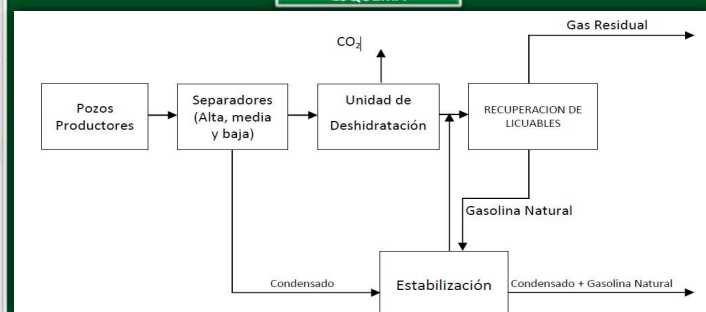 Gas Residual
CO2
Pozos
Productores
Separadores
(Alta, media
y baja)
Unidad de
Deshidratación
RECUPERACION DE
LICUABLES
Gasolina Natural
Condensado
Estabilización
Condensado + Gasolina Natural